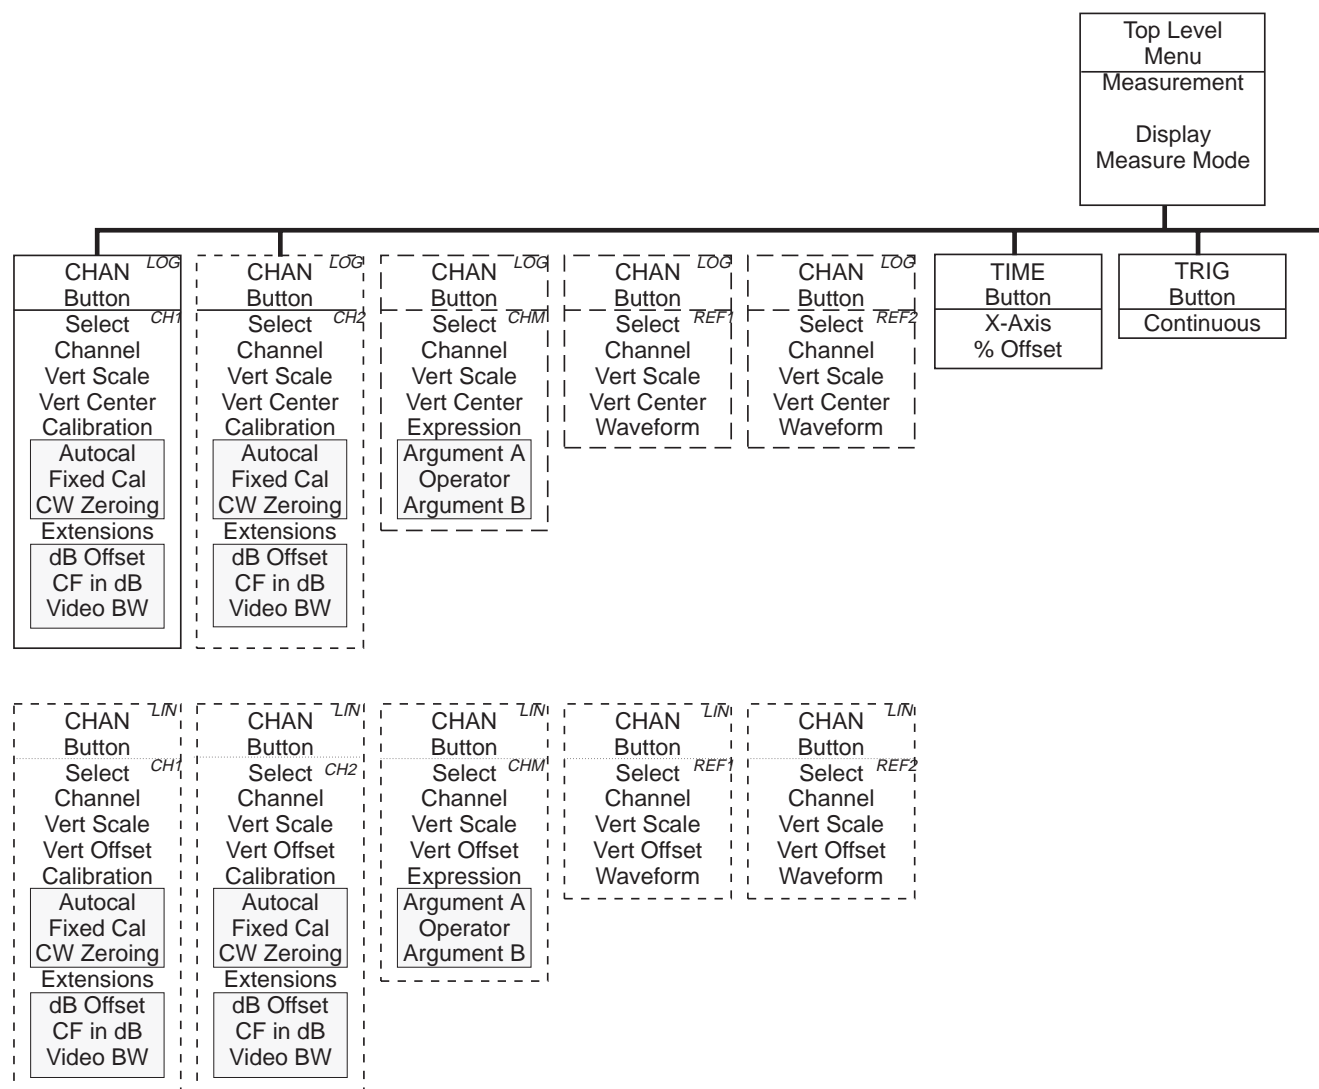 Top Level
Menu
Measurement
Display
Measure Mode
CHAN LOG
Button
Select CH1
Channel
Vert Scale
Vert Center
Calibration
Autocal
Fixed Cal
CW Zeroing
Extensions
dB Offset
CF in dB
Video BW
CHAN LOG
Button
Select CH2
Channel
Vert Scale
Vert Center
Calibration
Autocal
Fixed Cal
CW Zeroing
Extensions
dB Offset
CF in dB
Video BW
CHAN LOG
Button
Select CHM
Channel
Vert Scale
Vert Center
Expression
Argument A
Operator
Argument B
CHAN LOG
Button
Select REF1
Channel
Vert Scale
Vert Center
Waveform
CHAN LOG
Button
Select REF2
Channel
Vert Scale
Vert Center
Waveform
TIME
Button
X-Axis
% Offset
TRIG
Button
Continuous
CHAN LIN
Button
Select CH1
Channel
Vert Scale
Vert Offset
Calibration
Autocal
Fixed Cal
CW Zeroing
Extensions
dB Offset
CF in dB
Video BW
CHAN LIN
Button
Select CH2
Channel
Vert Scale
Vert Offset
Calibration
Autocal
Fixed Cal
CW Zeroing
Extensions
dB Offset
CF in dB
Video BW
CHAN LIN
Button
Select CHM
Channel
Vert Scale
Vert Offset
Expression
Argument A
Operator
Argument B
CHAN LIN
Button
Select REF1
Channel
Vert Scale
Vert Offset
Waveform
CHAN LIN
Button
Select REF2
Channel
Vert Scale
Vert Offset
Waveform